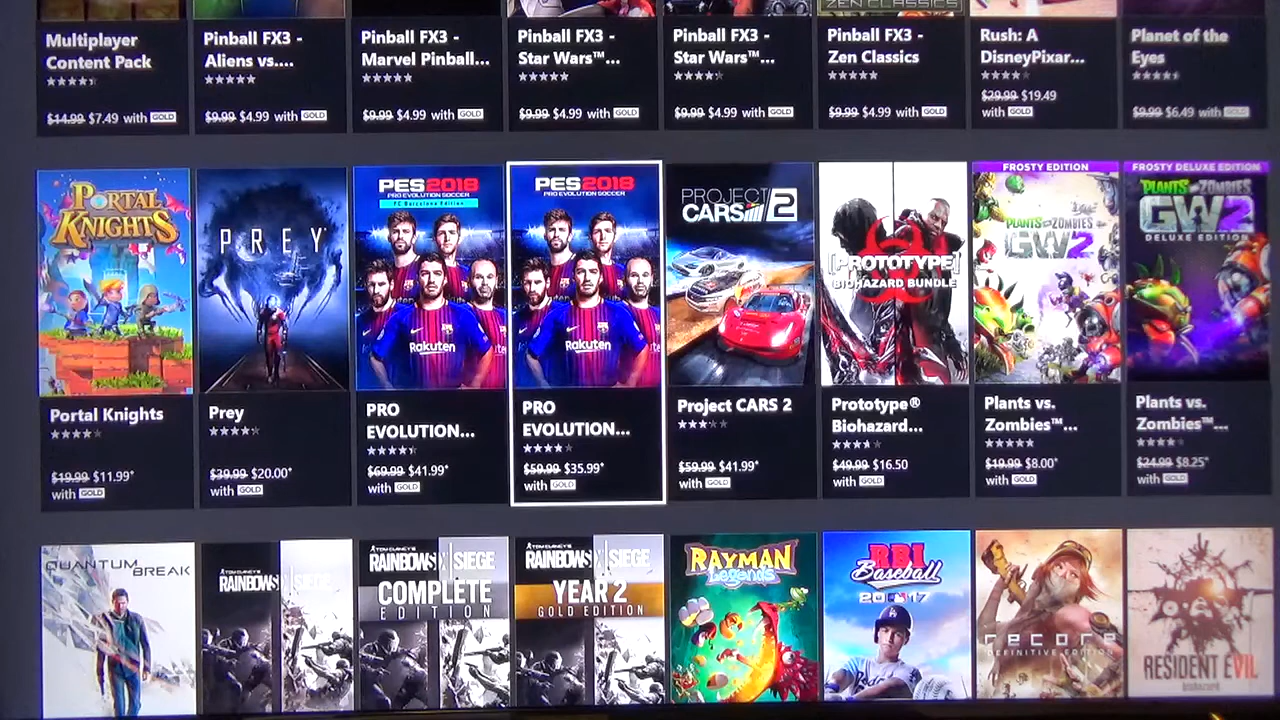 ZEN CLASSICS
Multiplayer
Content Pack
$14.99 $7.49 with GOLD
Pinball FX3 -
Aliens vs....
$9.99 $4.99 with GOLD
Pinball FX3 -
Marvel Pinball...
$9.99 $4.99 with GOLD
Pinball FX3 -
Star Wars™...
$9.99 $4.99 with GOLD
Pinball FX3 -
Star Wars™...
$9.99 $4.99 with GOLD
Pinball FX3 -
Zen Classics
$9.99 $4.99 with GOLD
Rush: A
DisneyPixar...
$29.99 $19.49
with GOLD
Planet of the
Eyes
$9.99 $6.49 with GOLD
PORTAL
KNIGHTS
Portal Knights
$19.99 $11.99*
with GOLD
PREY
Prey
$39.99 $20.00*
with GOLD
PES2018
PRO EVOLUTION SOCCER
FC Barcelona Edition
Rakuten
PRO
EVOLUTION...
$69.99 $41.99*
with GOLD
PES2018
PRO EVOLUTION SOCCER
Rakuten
PRO
EVOLUTION...
$59.99 $35.99*
with GOLD
PROJECT
CARS 2
Project CARS 2
$59.99 $41.99*
with GOLD
[PROTOTYPE]
BIOHAZARD BUNDLE
Prototype®
Biohazard...
$49.99 $16.50
with GOLD
FROSTY EDITION
PLANTS vs. ZOMBIES
GW2
Plants vs.
Zombies™...
$19.99 $8.00*
with GOLD
FROSTY DELUXE EDITION
PLANTS vs. ZOMBIES
GW2
DELUXE EDITION
Plants vs.
Zombies™...
$24.99 $8.25*
with GOLD
QUANTUM BREAK
RAINBOW SIX | SIEGE
TOM CLANCY'S
RAINBOW SIX | SIEGE
COMPLETE
EDITION
TOM CLANCY'S
RAINBOW SIX | SIEGE
YEAR 2
GOLD EDITION
RAYMAN
Legends
RBI
Baseball
2017
recore
DEFINITIVE EDITION
RESIDENT EVIL
biohazard